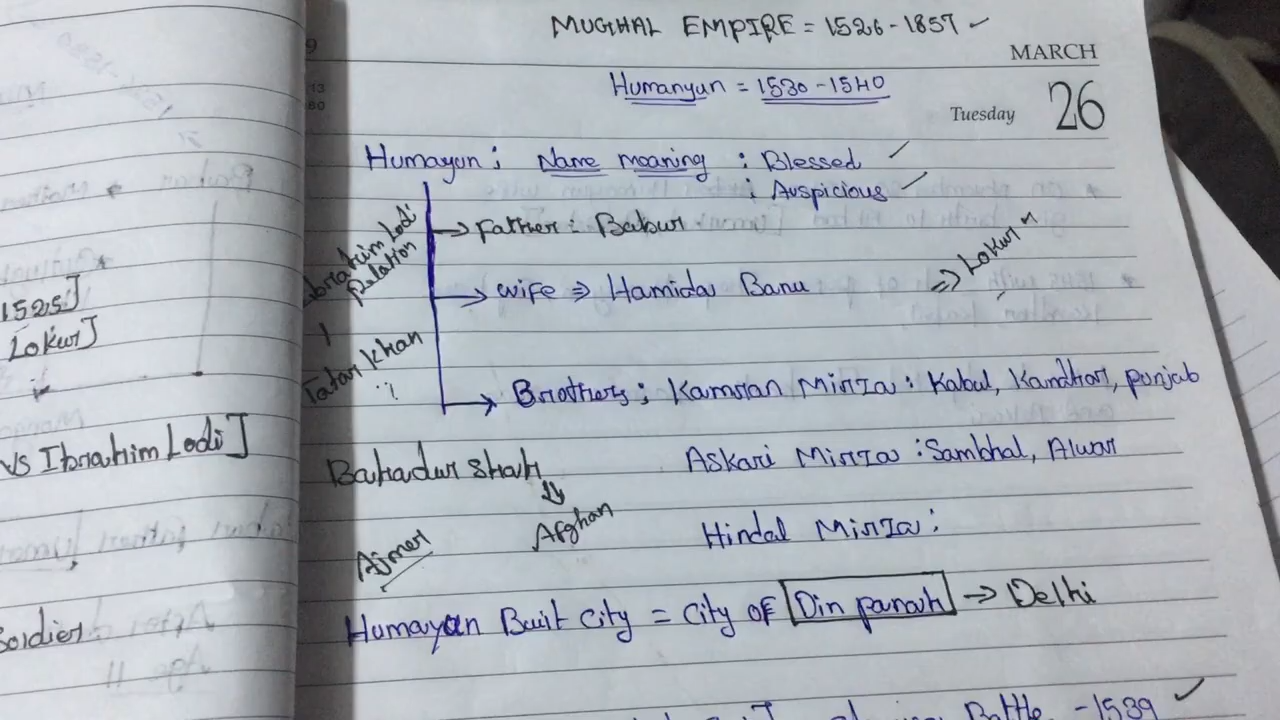 MUGHAL EMPIRE = 1526-1857 ✓
MARCH
Tuesday 26
Humanyun = 1530-1540
Humayun : Name meaning : Blessed ✓
: Auspicious ✓
→ Father : Babur
Ibrahim Lodi
Relation
Tatar Khan
→ wife ⇒ Hamida Banu
⇒ Lokur
→ Brothers ; Kamran Mirza : Kabul, Kandhar, punjab
Askari Mirza : Sambhal, Alwar
Bahadur Shah
Afghan
Ajmer
Hindal Mirza :
Humayun Built City = City of Din panah → Delhi
Battle -1539 ✓
1525]
Lokur]
VS Ibrahim Lodi]
Soldier